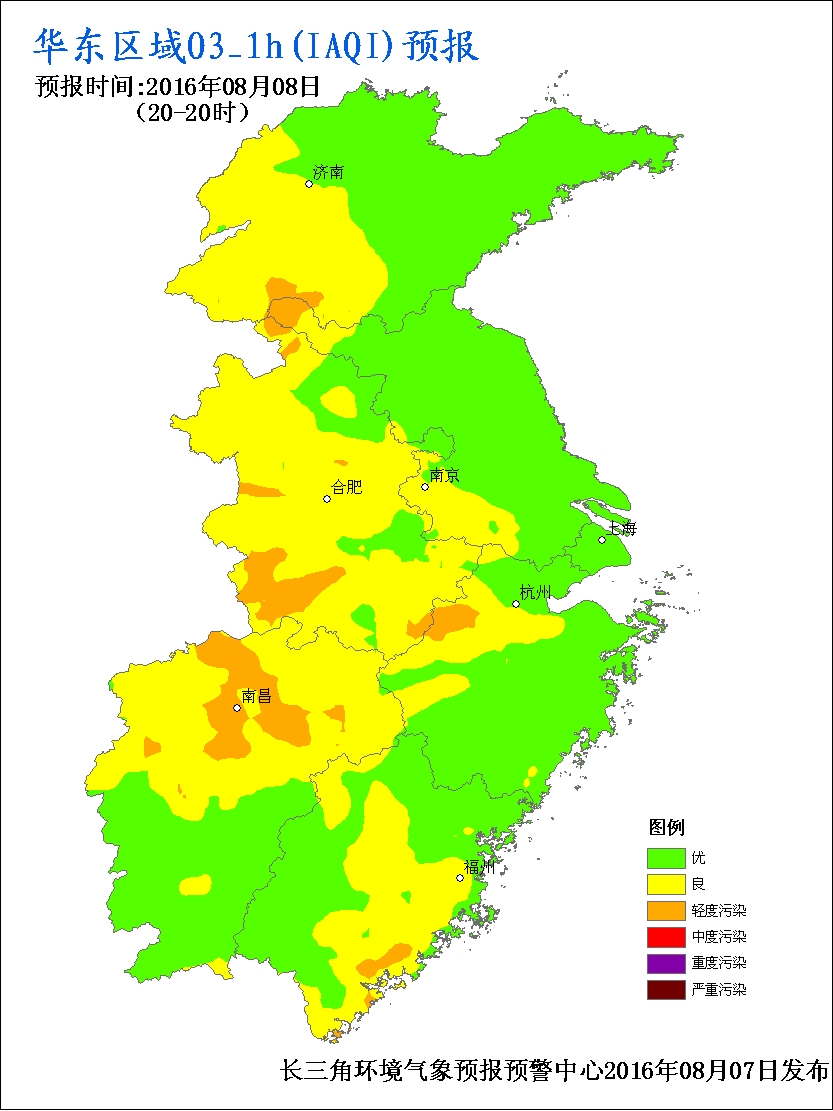 华东区域O3_1h(IAQI)预报
预报时间:2016年08月08日
(20-20时)
济南
南京
合肥
上海
杭州
南昌
福州
图例
优
良
轻度污染
中度污染
重度污染
严重污染
长三角环境气象预报预警中心2016年08月07日发布